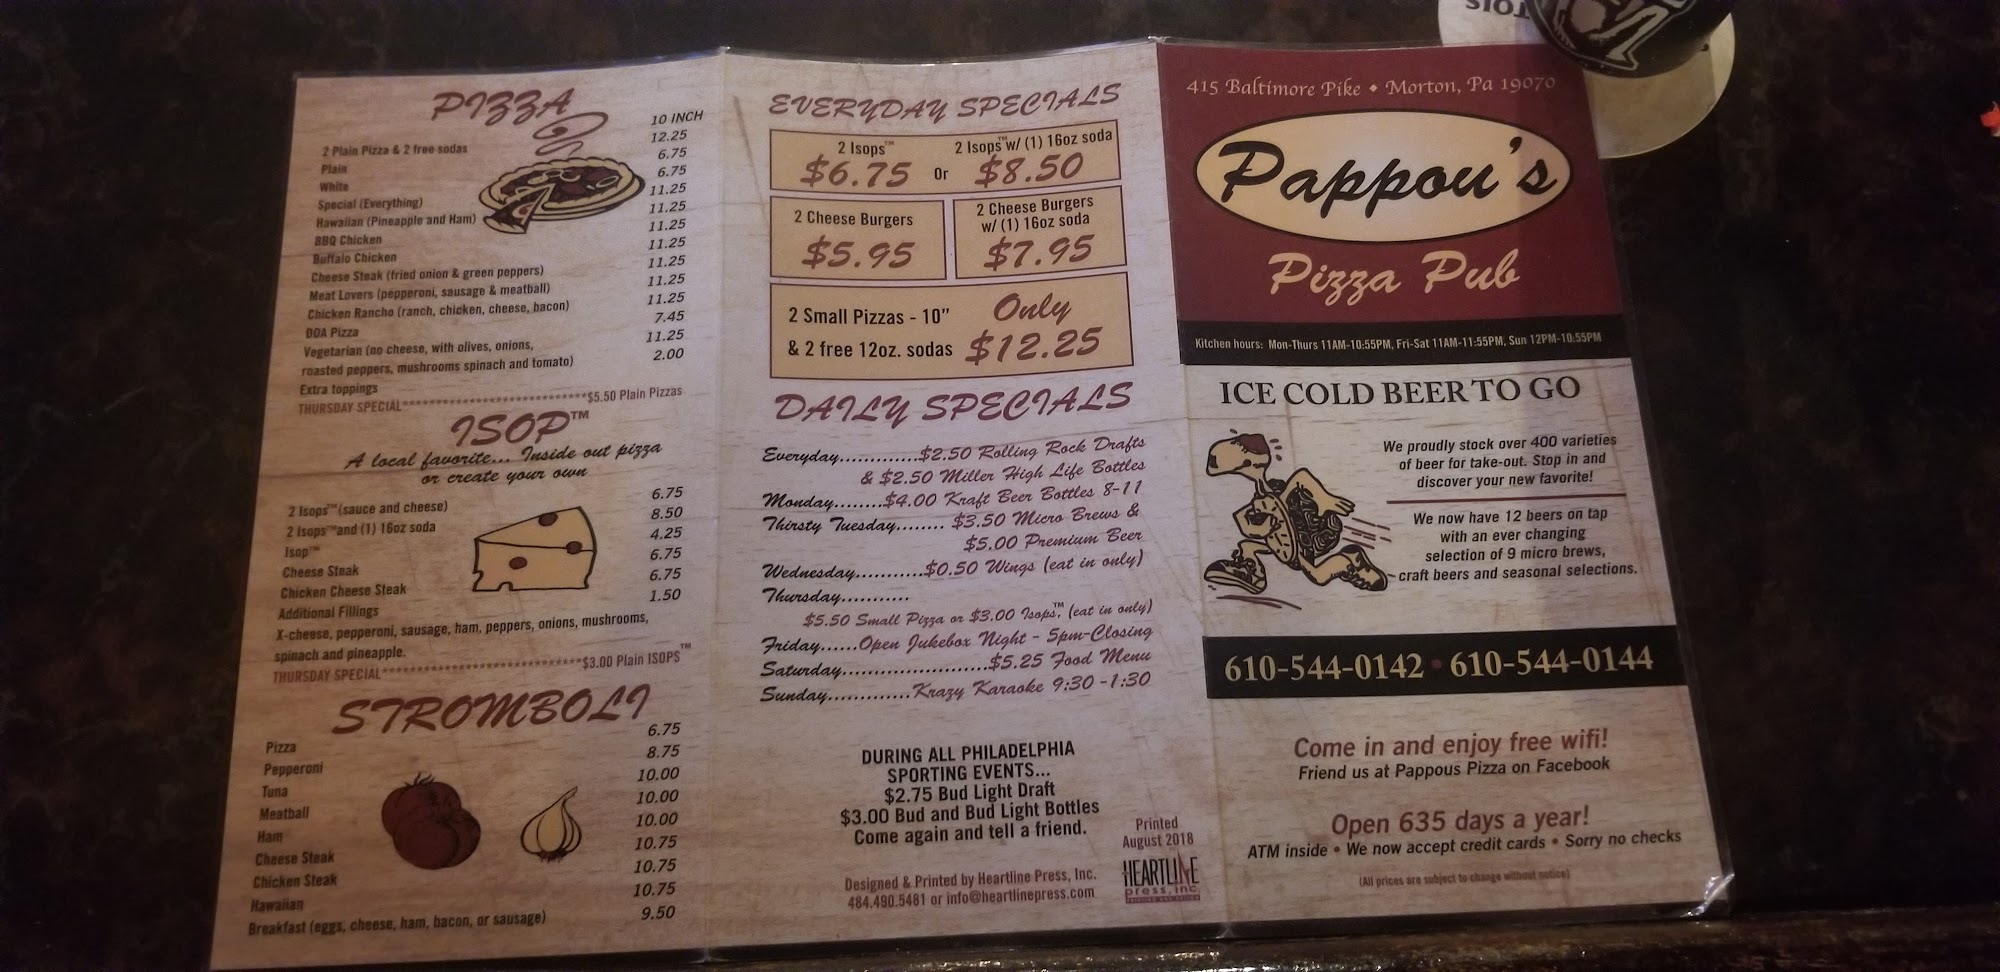 PIZZA
10 INCH
2 Plain Pizza & 2 free sodas 12.25
Plain 6.75
White 6.75
Special (Everything) 11.25
Hawaiian (Pineapple and Ham) 11.25
BBQ Chicken 11.25
Buffalo Chicken 11.25
Cheese Steak (fried onion & green peppers) 11.25
Meat Lovers (pepperoni, sausage & meatball) 11.25
Chicken Rancho (ranch, chicken, cheese, bacon) 11.25
DDA Pizza 7.45
Vegetarian (no cheese, with olives, onions, 11.25
roasted peppers, mushrooms spinach and tomato)
Extra toppings 2.00
THURSDAY SPECIAL******************************$5.50 Plain Pizzas
ISOP™
A local favorite... Inside out pizza
or create your own
2 Isops™ (sauce and cheese) 6.75
2 Isops™ and (1) 16oz soda 8.50
Isop™ 4.25
Cheese Steak 6.75
Chicken Cheese Steak 6.75
Additional Fillings 1.50
X-cheese, pepperoni, sausage, ham, peppers, onions, mushrooms,
spinach and pineapple.
THURSDAY SPECIAL********************************$3.00 Plain ISOPS™
STROMBOLI
Pizza 6.75
Pepperoni 8.75
Tuna 10.00
Meatball 10.00
Ham 10.00
Cheese Steak 10.75
Chicken Steak 10.75
Hawaiian 10.75
Breakfast (eggs, cheese, ham, bacon, or sausage) 9.50
EVERYDAY SPECIALS
2 Isops™
$6.75
Or
2 Isops™ w/ (1) 16oz soda
$8.50
2 Cheese Burgers
$5.95
2 Cheese Burgers
w/ (1) 16oz soda
$7.95
2 Small Pizzas - 10" Only
& 2 free 12oz. sodas $12.25
DAILY SPECIALS
Everyday.............$2.50 Rolling Rock Drafts
& $2.50 Miller High Life Bottles
Monday........$4.00 Kraft Beer Bottles 8-11
Thirsty Tuesday........ $3.50 Micro Brews &
$5.00 Premium Beer
Wednesday...........$0.50 Wings (eat in only)
Thursday...........
$5.50 Small Pizza or $3.00 Isops™. (eat in only)
Friday......Open Jukebox Night - 5pm-Closing
Saturday.......................$5.25 Food Menu
Sunday.............Krazy Karaoke 9:30 -1:30
DURING ALL PHILADELPHIA
SPORTING EVENTS...
$2.75 Bud Light Draft
$3.00 Bud and Bud Light Bottles
Come again and tell a friend.
Printed
August 2018
Designed & Printed by Heartline Press, Inc.
484.490.5481 or info@heartlinepress.com
HEARTLINE
press, inc.
415 Baltimore Pike • Morton, Pa 19070
Pappou's
Pizza Pub
Kitchen hours: Mon-Thurs 11AM-10:55PM, Fri-Sat 11AM-11:55PM, Sun 12PM-10:55PM
ICE COLD BEER TO GO
We proudly stock over 400 varieties
of beer for take-out. Stop in and
discover your new favorite!
We now have 12 beers on tap
with an ever changing
selection of 9 micro brews,
craft beers and seasonal selections.
610-544-0142 • 610-544-0144
Come in and enjoy free wifi!
Friend us at Pappous Pizza on Facebook
Open 635 days a year!
ATM inside • We now accept credit cards • Sorry no checks
(All prices are subject to change without notice)